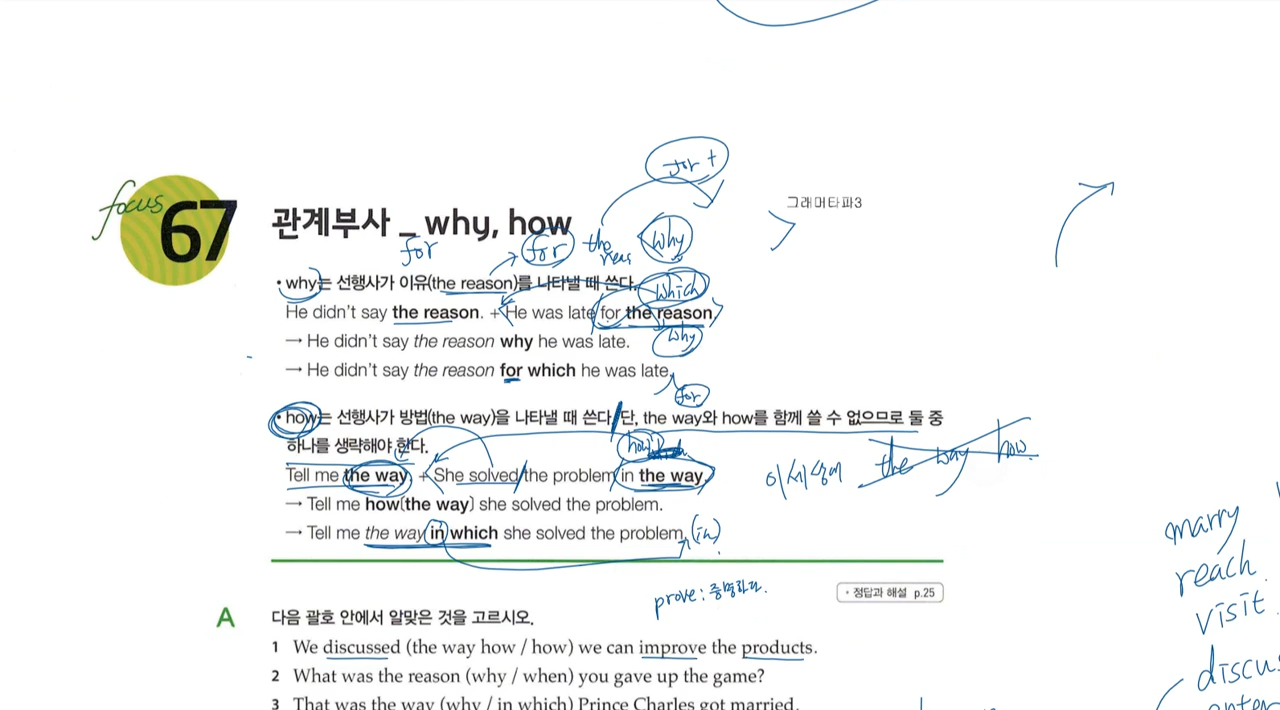 for +
그래머타파3
focus 67 관계부사 _ why, how
for for the reas why
• why는 선행사가 이유(the reason)를 나타낼 때 쓴다.
which
He didn't say the reason. + He was late for the reason.
→ He didn't say the reason why he was late.
why
→ He didn't say the reason for which he was late.
for
• how는 선행사가 방법(the way)을 나타낼 때 쓴다. 단, the way와 how를 함께 쓸 수 없으므로 둘 중
하나를 생략해야 한다.
how
the way how
Tell me the way. + She solved the problem in the way.
이 세상에
→ Tell me how(the way) she solved the problem.
→ Tell me the way in which she solved the problem.
(in)
marry
reach
visit
discus
enter
prove : 증명하다.
• 정답과 해설 p.25
A 다음 괄호 안에서 알맞은 것을 고르시오.
1 We discussed (the way how / how) we can improve the products.
2 What was the reason (why / when) you gave up the game?
3 That was the way (why / in which) Prince Charles got married.